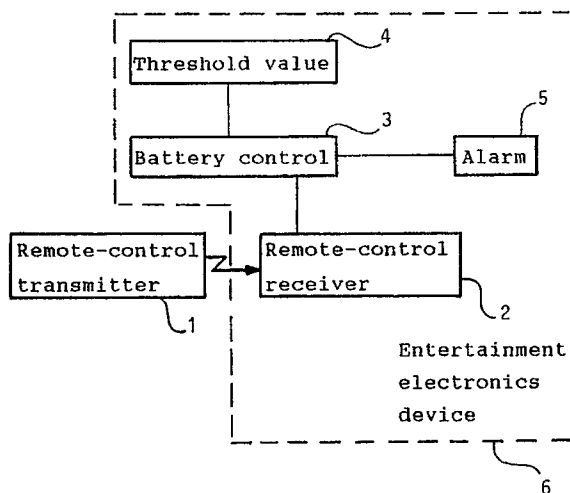 4
Threshold value
3
5
Battery control
Alarm
Remote-control
transmitter
1
Remote-control
receiver
2
Entertainment
electronics
device
6